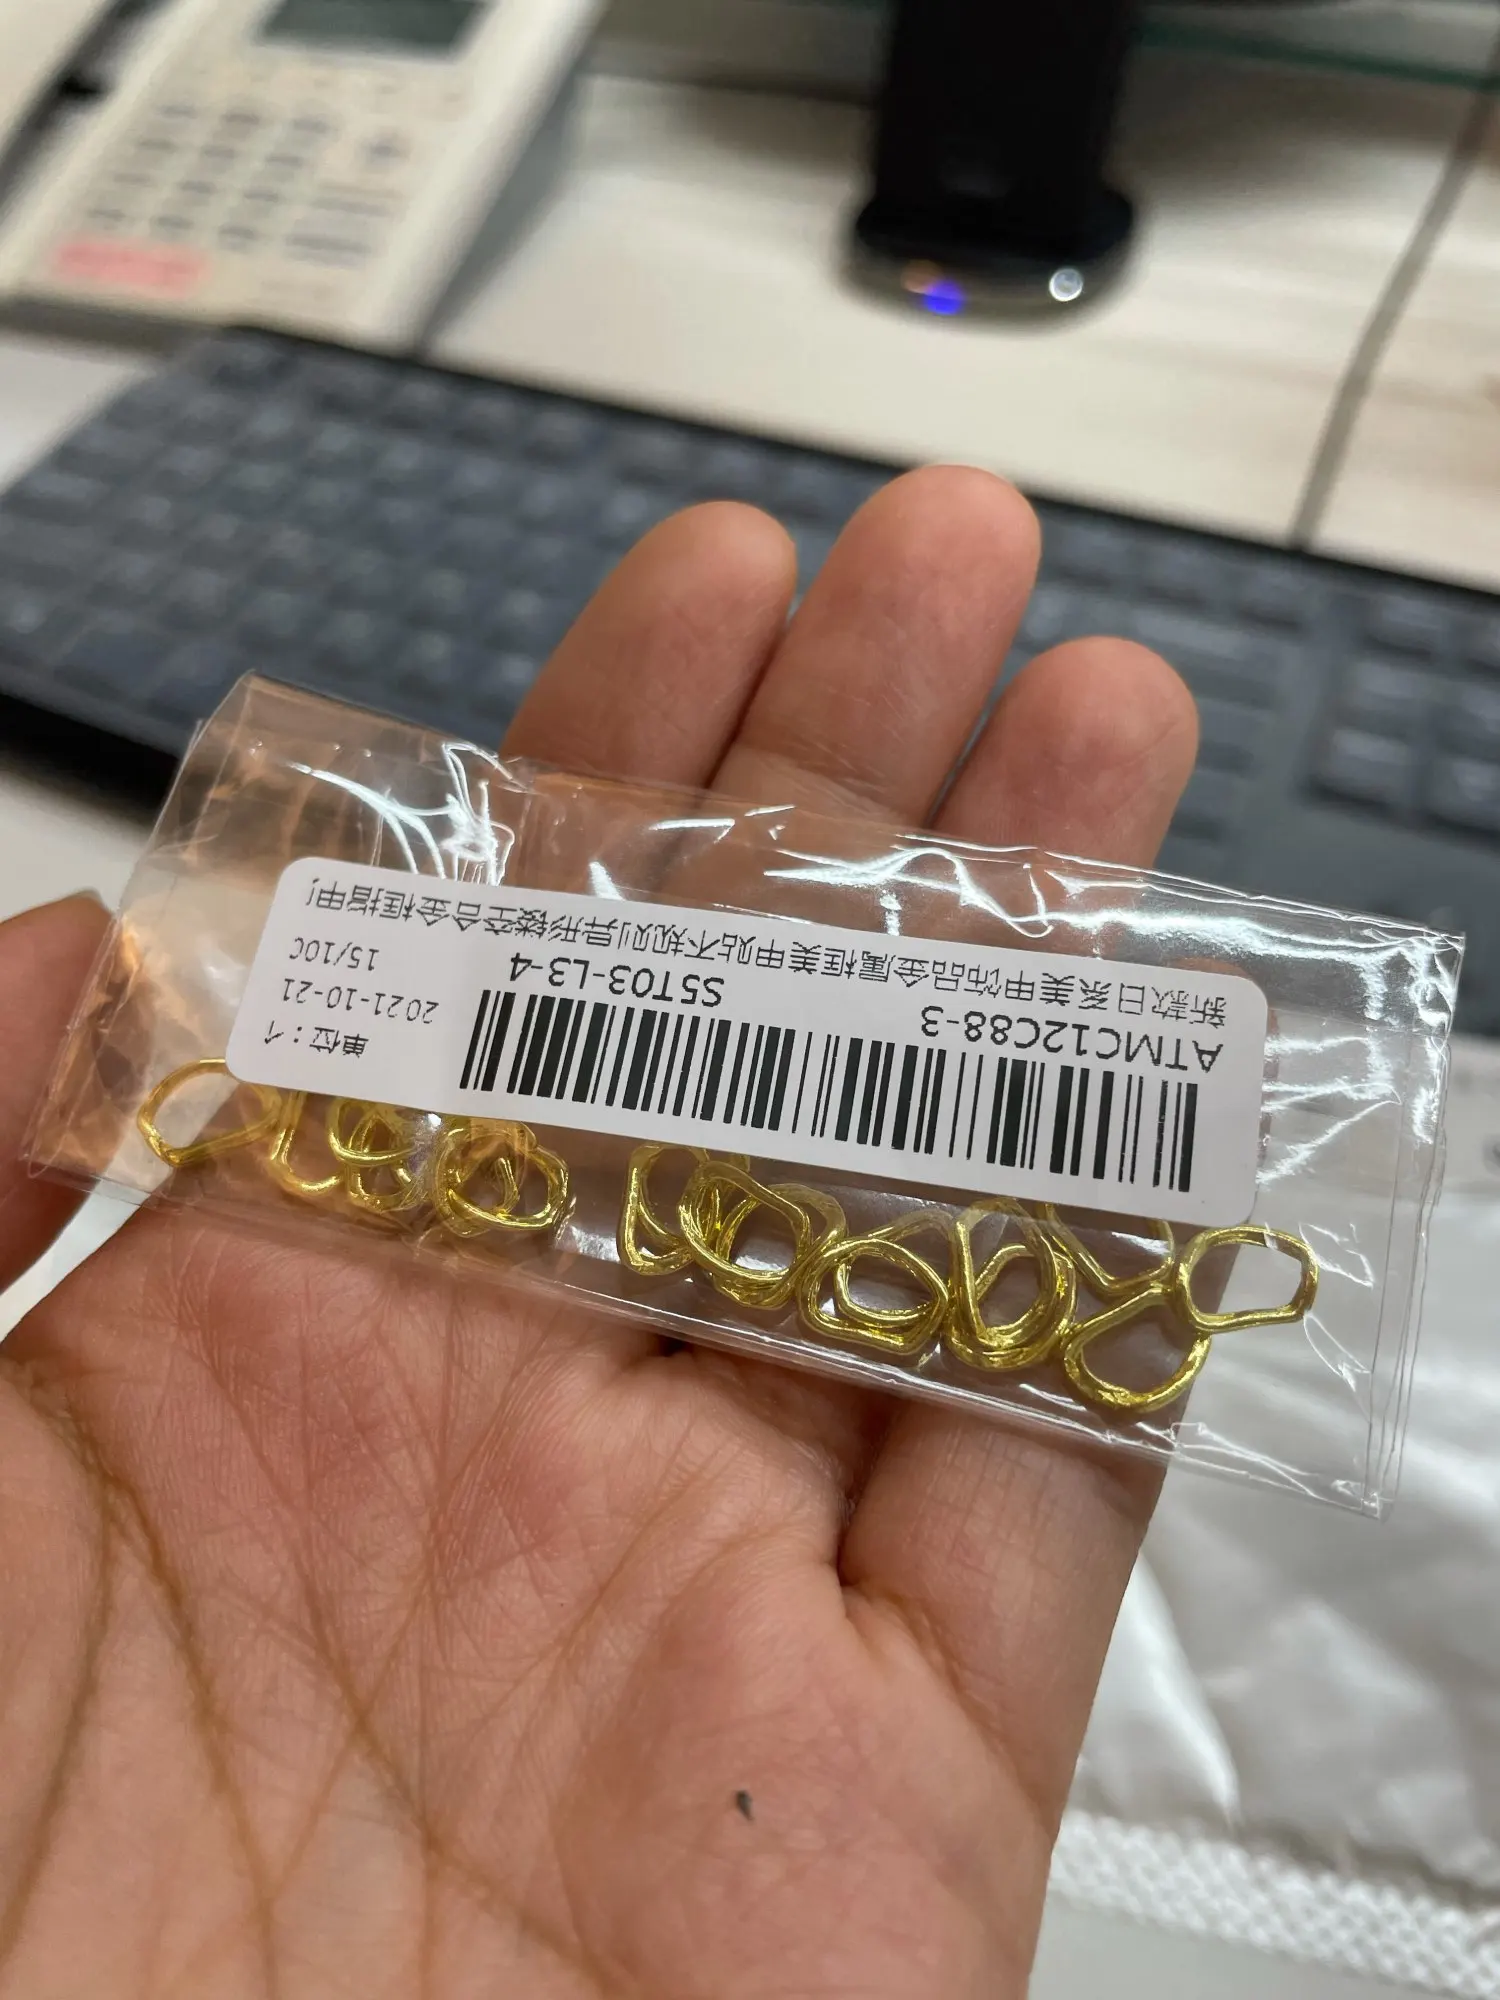 新款日系美甲饰品金属框美甲贴不规则异形镂空合金框指甲!
ATMC12C88-3 S5T03-L3-4 15/10C
2021-10-21
单位：个